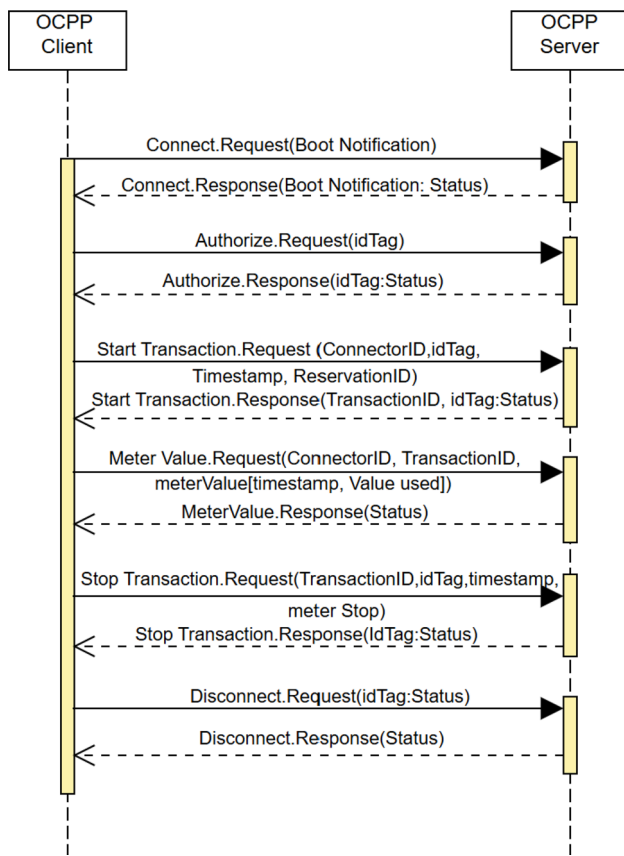 OCPP
Client
OCPP
Server
Connect.Request(Boot Notification)
Connect.Response(Boot Notification: Status)
Authorize.Request(idTag)
Authorize.Response(idTag:Status)
Start Transaction.Request (ConnectorID,idTag,
Timestamp, ReservationID)
Start Transaction.Response(TransactionID, idTag:Status)
Meter Value.Request(ConnectorID, TransactionID,
meterValue[timestamp, Value used])
MeterValue.Response(Status)
Stop Transaction.Request(TransactionID,idTag,timestamp,
meter Stop)
Stop Transaction.Response(IdTag:Status)
Disconnect.Request(idTag:Status)
Disconnect.Response(Status)